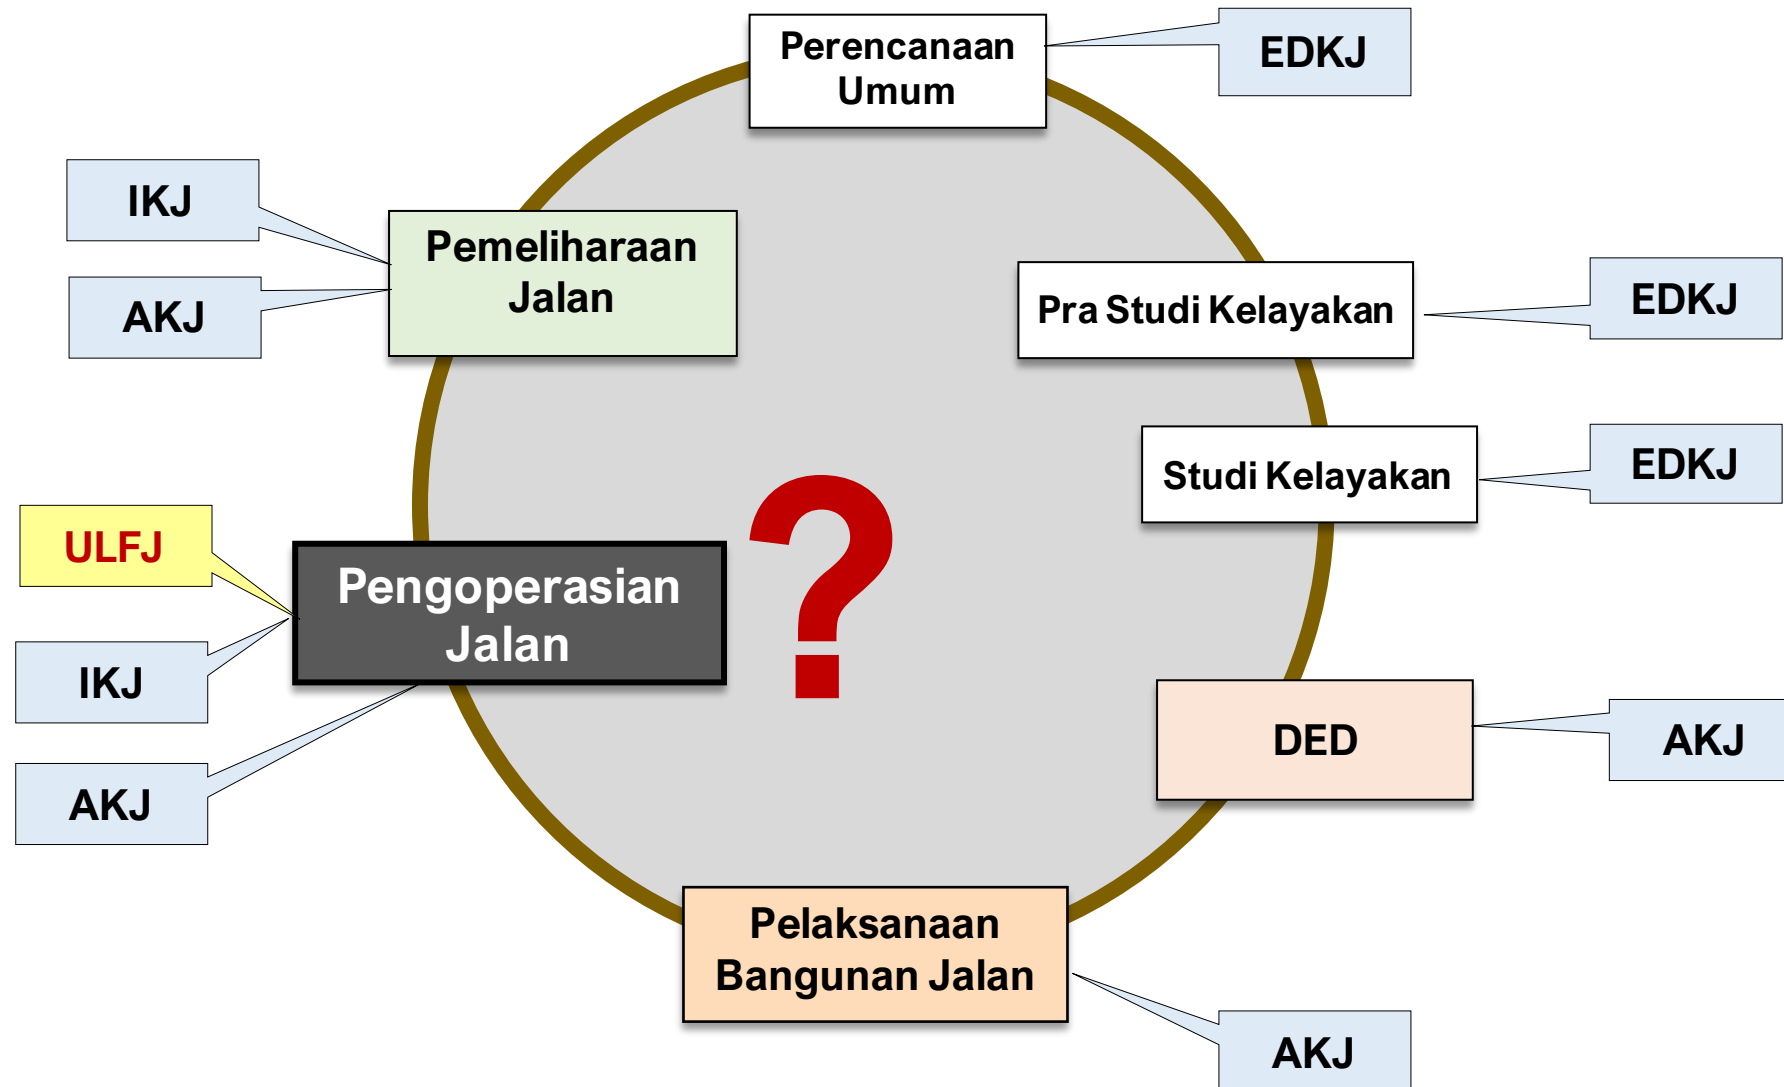 Perencanaan
Umum
EDKJ
IKJ
AKJ
Pemeliharaan
Jalan
Pra Studi Kelayakan
EDKJ
Studi Kelayakan
EDKJ
ULFJ
IKJ
AKJ
Pengoperasian
Jalan
?
DED
AKJ
Pelaksanaan
Bangunan Jalan
AKJ